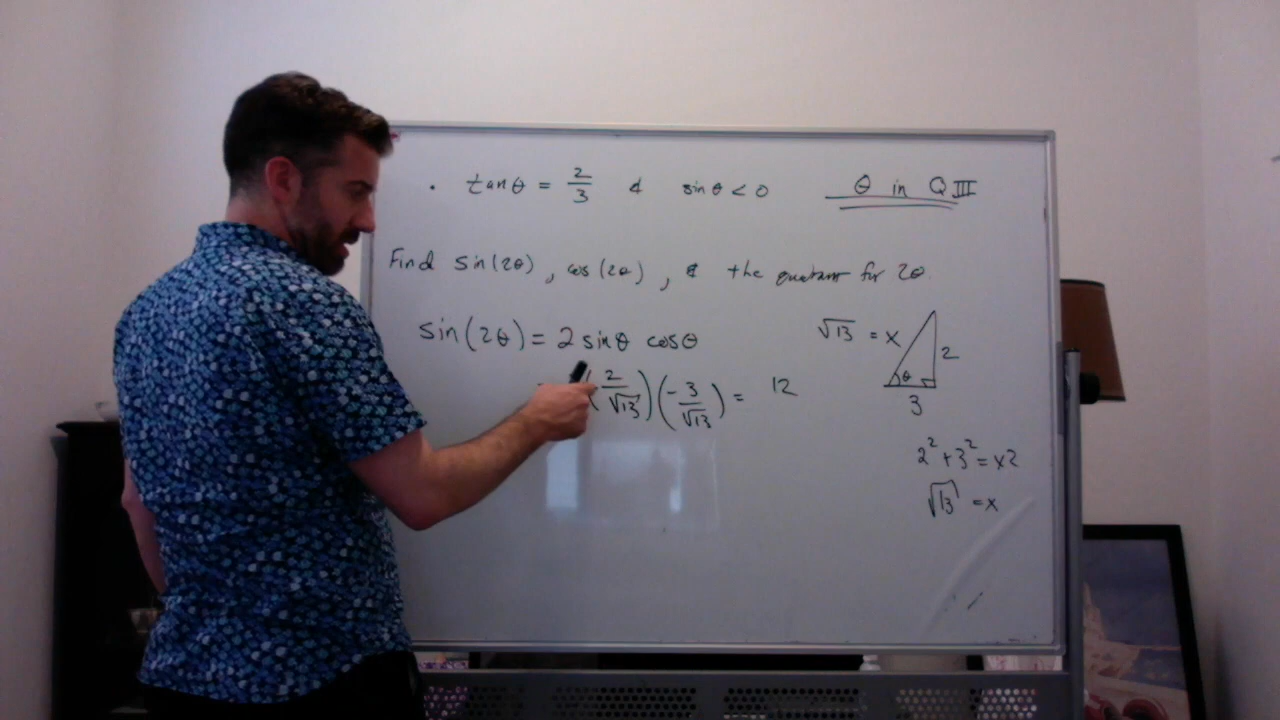 · tanθ = 2/3 & sinθ < 0 θ in Q III
Find sin(2θ), cos(2θ), & the quadrant for 2θ.
sin(2θ) = 2 sinθ cosθ
(2/√13)(-3/√13) = 12
√13 = x
2
θ
3
2² + 3² = x2
√13 = x